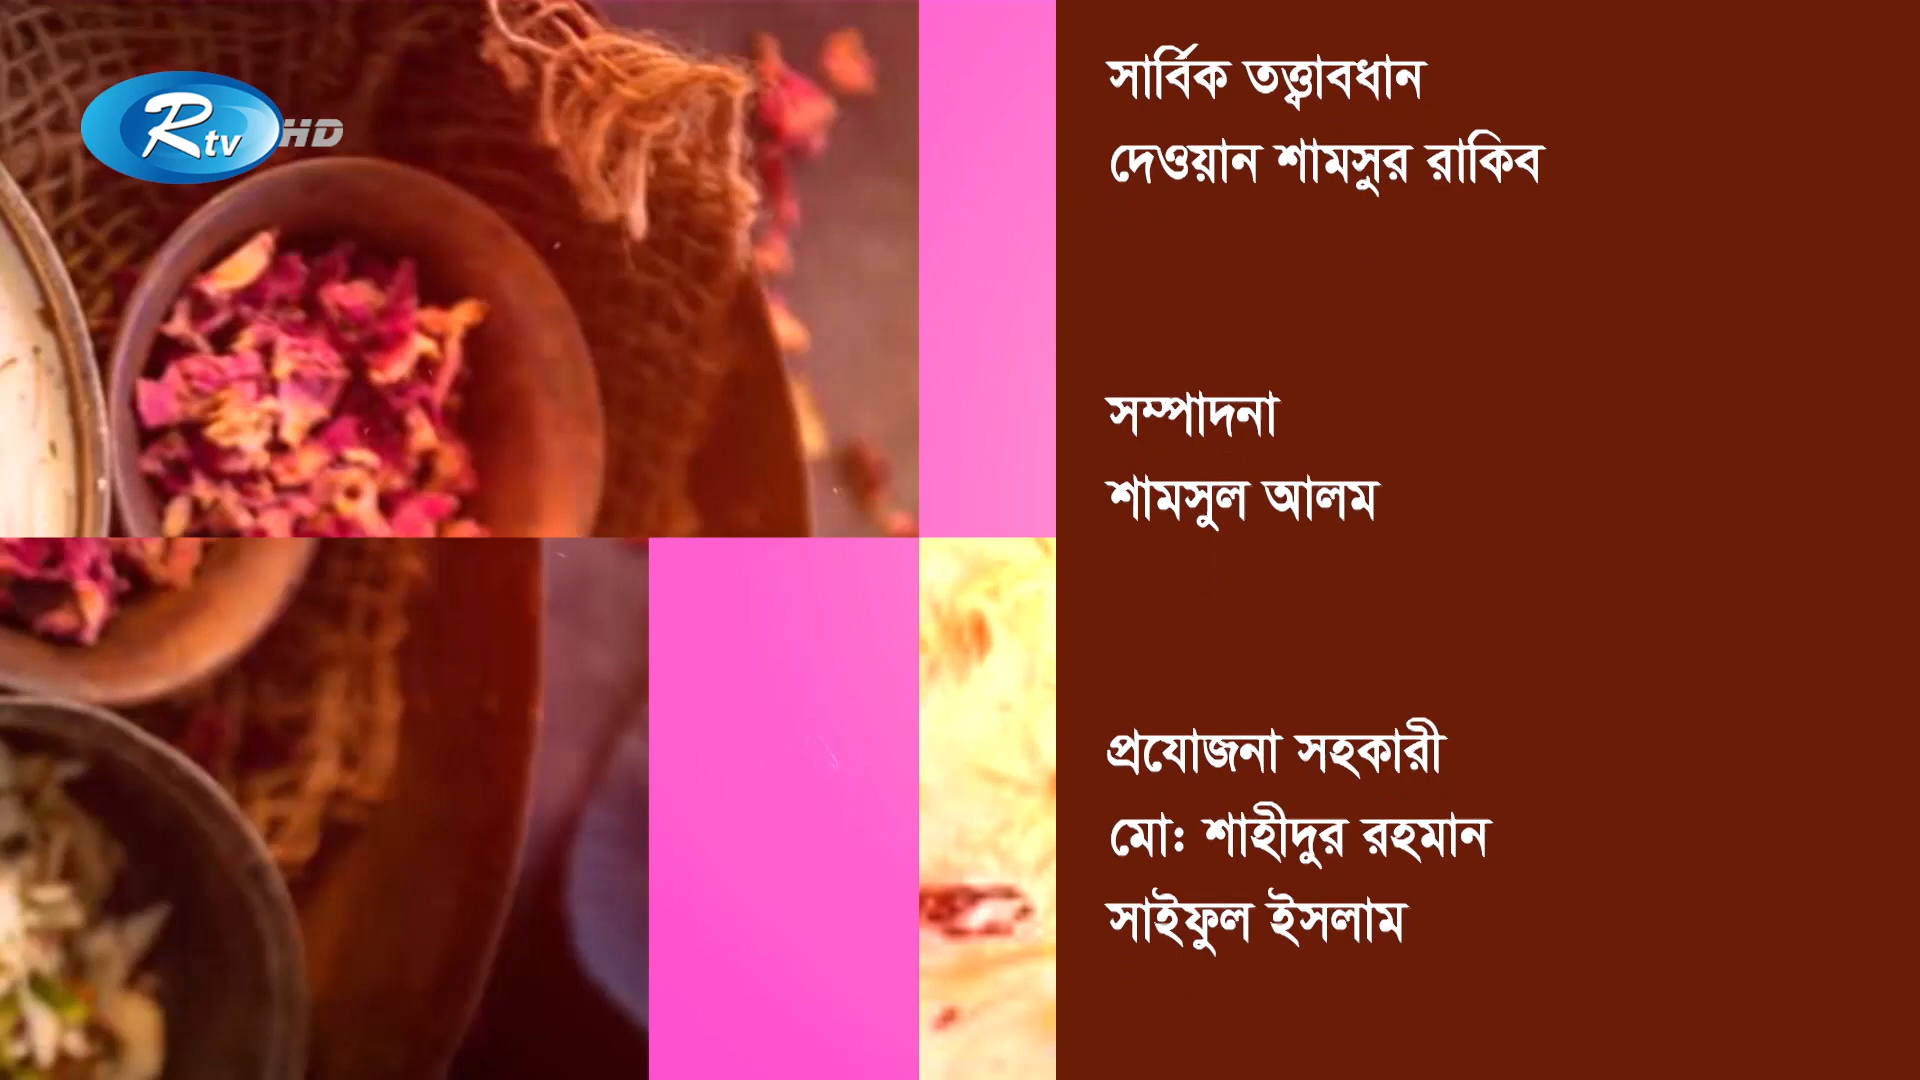 Rtv HD
সার্বিক তত্ত্বাবধান
দেওয়ান শামসুর রাকিব
সম্পাদনা
শামসুল আলম
প্রযোজনা সহকারী
মো: শাহীদুর রহমান
সাইফুল ইসলাম